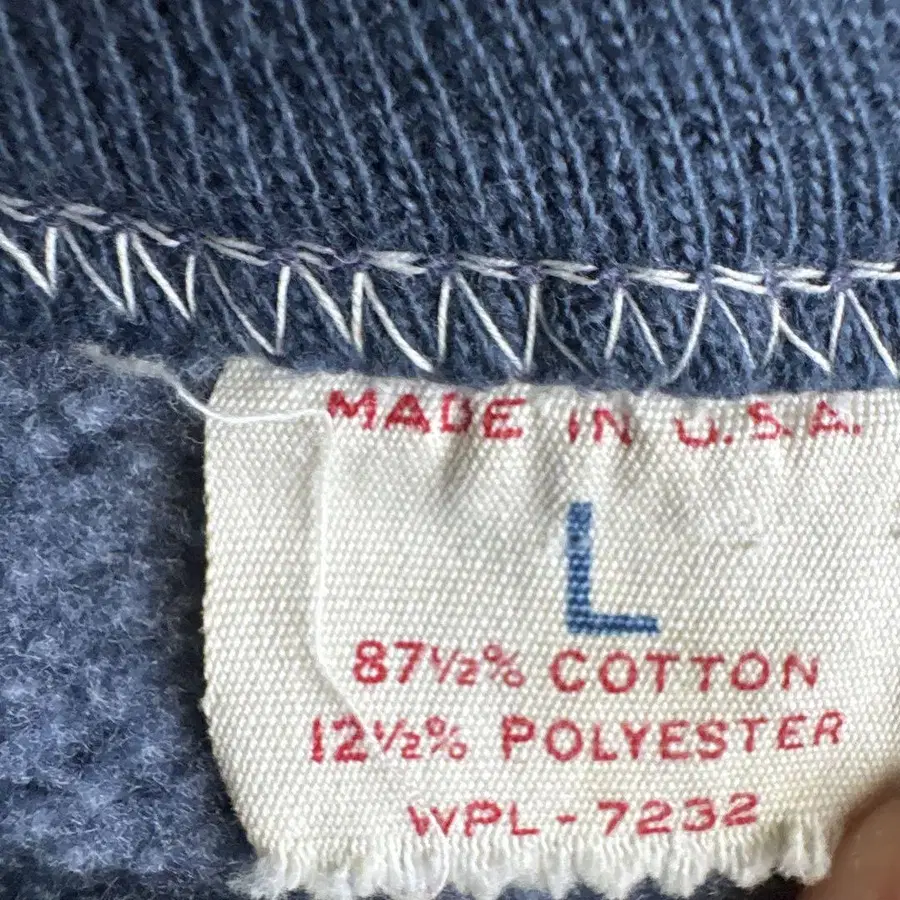 MADE IN U.S.A.
L
87½% COTTON
12½% POLYESTER
WPL - 7232